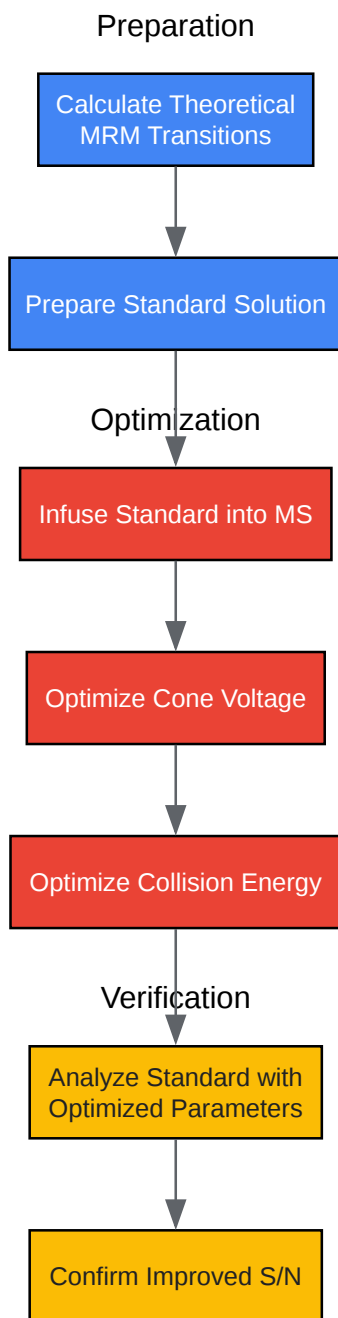 Preparation
Calculate Theoretical
MRM Transitions
Prepare Standard Solution
Optimization
Infuse Standard into MS
Optimize Cone Voltage
Optimize Collision Energy
Verification
Analyze Standard with
Optimized Parameters
Confirm Improved S/N